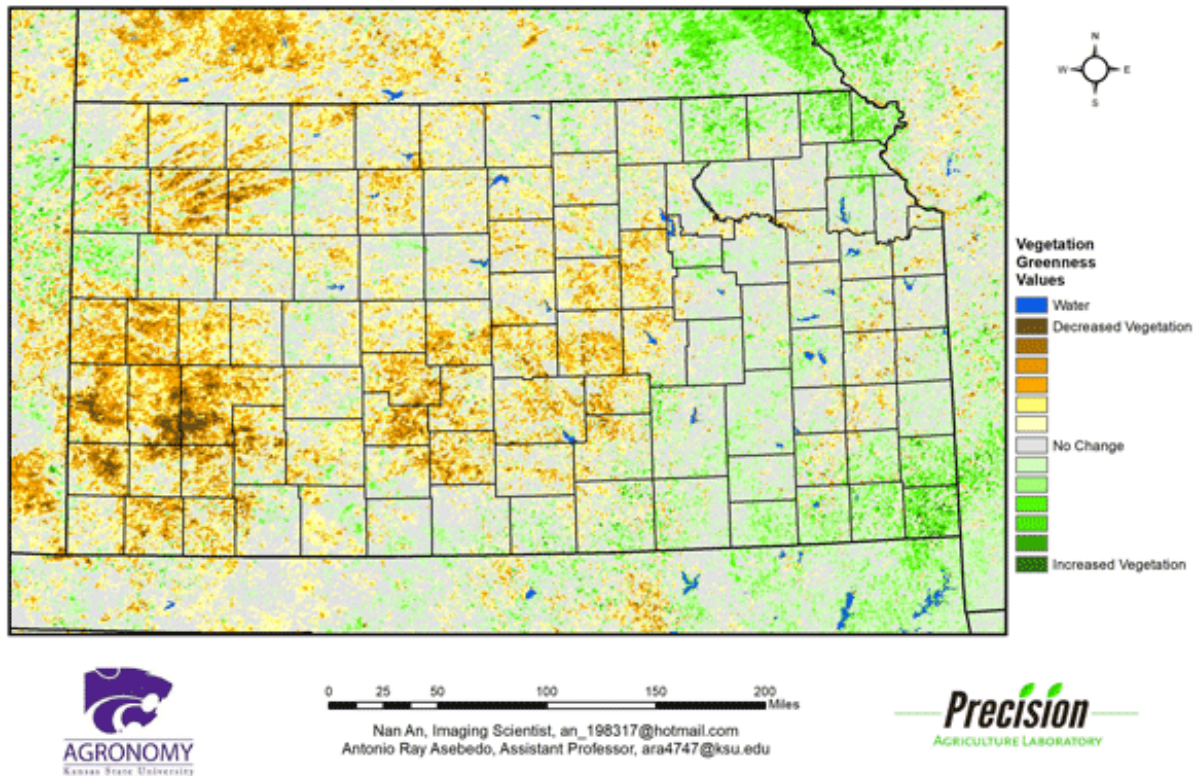 N
W E
S
Vegetation
Greenness
Values
Water
Decreased Vegetation
No Change
Increased Vegetation
0 25 50 100 150 200
Miles
Nan An, Imaging Scientist, an_198317@hotmail.com
Antonio Ray Asebedo, Assistant Professor, ara4747@ksu.edu
AGRONOMY
Kansas State University
Precision
AGRICULTURE LABORATORY